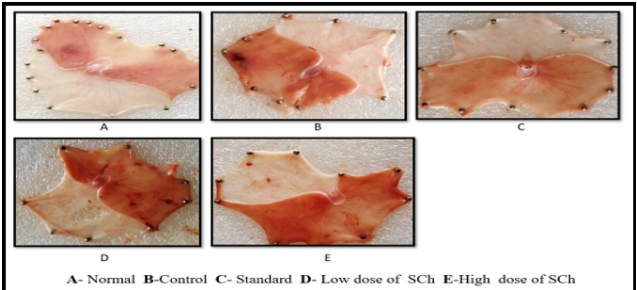 A
B
C
D
E
A- Normal B-Control C- Standard D- Low dose of SCh E-High dose of SCh